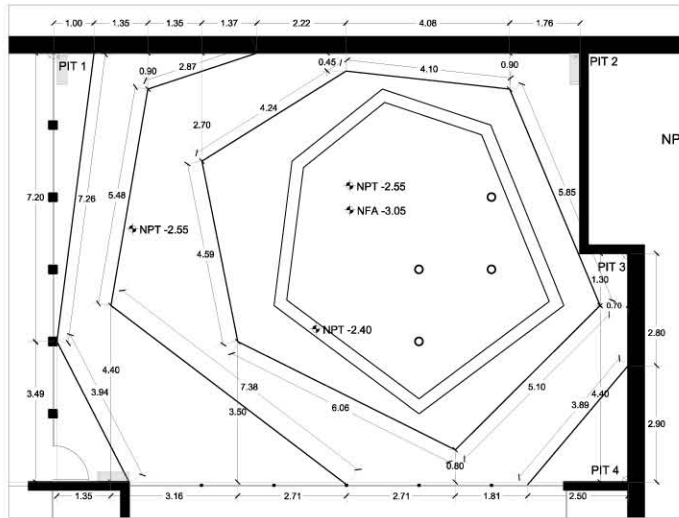 1.00 1.35 1.35 1.37 2.22 4.08 1.76
PIT 1 0.90 2.87 0.45 4.10 0.90 PIT 2
4.24
2.70
NP
7.20 7.26 5.48 NPT -2.55 5.85
NFA -3.05
NPT -2.55
4.59
PIT 3
1.30
0.70
NPT -2.40
2.80
4.40
3.94 7.38 5.10 4.40
3.49 3.50 6.06 3.89 2.90
0.80 PIT 4
1.35 3.16 2.71 2.71 1.81 2.50